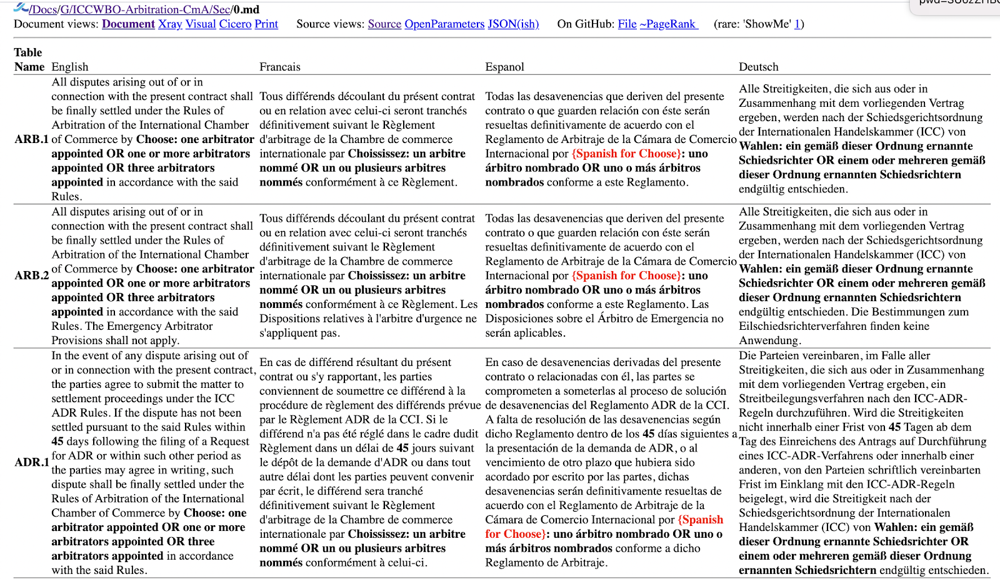 /Docs/G/ICCWBO-Arbitration-CmA/Sec/0.md
Document views: Document Xray Visual Cicero Print Source views: Source OpenParameters JSON(ish) On GitHub: File ~PageRank (rare: 'ShowMe' 1)
Table
Name English Francais Espanol Deutsch
ARB.1
All disputes arising out of or in
connection with the present contract shall
be finally settled under the Rules of
Arbitration of the International Chamber
of Commerce by Choose: one arbitrator
appointed OR one or more arbitrators
appointed OR three arbitrators
appointed in accordance with the said
Rules.
Tous différends découlant du présent contrat
ou en relation avec celui-ci seront tranchés
définitivement suivant le Règlement
d'arbitrage de la Chambre de commerce
internationale par Choississez: un arbitre
nommé OR un ou plusieurs arbitres
nommés conformément à ce Règlement.
Todas las desavenencias que deriven del presente
contrato o que guarden relación con éste serán
resueltas definitivamente de acuerdo con el
Reglamento de Arbitraje de la Cámara de Comercio
Internacional por {Spanish for Choose}: uno
árbitro nombrado OR uno o más árbitros
nombrados conforme a este Reglamento.
Alle Streitigkeiten, die sich aus oder in
Zusammenhang mit dem vorliegenden Vertrag
ergeben, werden nach der Schiedsgerichtsordnung
der Internationalen Handelskammer (ICC) von
Wahlen: ein gemäß dieser Ordnung ernannte
Schiedsrichter OR einem oder mehreren gemäß
dieser Ordnung ernannten Schiedsrichtern
endgültig entschieden.
ARB.2
All disputes arising out of or in
connection with the present contract shall
be finally settled under the Rules of
Arbitration of the International Chamber
of Commerce by Choose: one arbitrator
appointed OR one or more arbitrators
appointed OR three arbitrators
appointed in accordance with the said
Rules. The Emergency Arbitrator
Provisions shall not apply.
Tous différends découlant du présent contrat
ou en relation avec celui-ci seront tranchés
définitivement suivant le Règlement
d'arbitrage de la Chambre de commerce
internationale par Choississez: un arbitre
nommé OR un ou plusieurs arbitres
nommés conformément à ce Règlement. Les
Dispositions relatives à l'arbitre d'urgence ne
s'appliquent pas.
Todas las desavenencias que deriven del presente
contrato o que guarden relación con éste serán
resueltas definitivamente de acuerdo con el
Reglamento de Arbitraje de la Cámara de Comercio
Internacional por {Spanish for Choose}: uno
árbitro nombrado OR uno o más árbitros
nombrados conforme a este Reglamento. Las
Disposiciones sobre el Árbitro de Emergencia no
serán aplicables.
Alle Streitigkeiten, die sich aus oder in
Zusammenhang mit dem vorliegenden Vertrag
ergeben, werden nach der Schiedsgerichtsordnung
der Internationalen Handelskammer (ICC) von
Wahlen: ein gemäß dieser Ordnung ernannte
Schiedsrichter OR einem oder mehreren gemäß
dieser Ordnung ernannten Schiedsrichtern
endgültig entschieden. Die Bestimmungen zum
Eilschiedsrichterverfahren finden keine
Anwendung.
ADR.1
In the event of any dispute arising out of
or in connection with the present contract,
the parties agree to submit the matter to
settlement proceedings under the ICC
ADR Rules. If the dispute has not been
settled pursuant to the said Rules within
45 days following the filing of a Request
for ADR or within such other period as
the parties may agree in writing, such
dispute shall be finally settled under the
Rules of Arbitration of the International
Chamber of Commerce by Choose: one
arbitrator appointed OR one or more
arbitrators appointed OR three
arbitrators appointed in accordance
with the said Rules.
En cas de différend résultant du présent
contrat ou s'y rapportant, les parties
conviennent de soumettre ce différend à la
procédure de règlement des différends prévue
par le Règlement ADR de la CCI. Si le
différend n'a pas été réglé dans le cadre dudit
Règlement dans un délai de 45 jours suivant
le dépôt de la demande d'ADR ou dans tout
autre délai dont les parties peuvent convenir
par écrit, le différend sera tranché
définitivement suivant le Règlement
d'arbitrage de la Chambre de commerce
internationale par Choississez: un arbitre
nommé OR un ou plusieurs arbitres
nommés conformément à celui-ci.
En caso de desavenencias derivadas del presente
contrato o relacionadas con él, las partes se
comprometen a someterlas al proceso de solución
de desavenencias del Reglamento ADR de la CCI.
A falta de resolución de las desavenencias según
dicho Reglamento dentro de los 45 días siguientes a
la presentación de la demanda de ADR, o al
vencimiento de otro plazo que hubiera sido
acordado por escrito por las partes, dichas
desavenencias serán definitivamente resueltas de
acuerdo con el Reglamento de Arbitraje de la
Cámara de Comercio Internacional por {Spanish
for Choose}: uno árbitro nombrado OR uno o
más árbitros nombrados conforme a dicho
Reglamento de Arbitraje.
Die Parteien vereinbaren, im Falle aller
Streitigkeiten, die sich aus oder in Zusammenhang
mit dem vorliegenden Vertrag ergeben, ein
Streitbeilegungsverfahren nach den ICC-ADR-
Regeln durchzuführen. Wird die Streitigkeiten
nicht innerhalb einer Frist von 45 Tagen ab dem
Tag des Einreichens des Antrags auf Durchführung
eines ICC-ADR-Verfahrens oder innerhalb einer
anderen, von den Parteien schriftlich vereinbarten
Frist im Einklang mit den ICC-ADR-Regeln
beigelegt, wird die Streitigkeit nach der
Schiedsgerichtsordnung der Internationalen
Handelskammer (ICC) von Wahlen: ein gemäß
dieser Ordnung ernannte Schiedsrichter OR
einem oder mehreren gemäß dieser Ordnung
ernannten Schiedsrichtern endgültig entschieden.